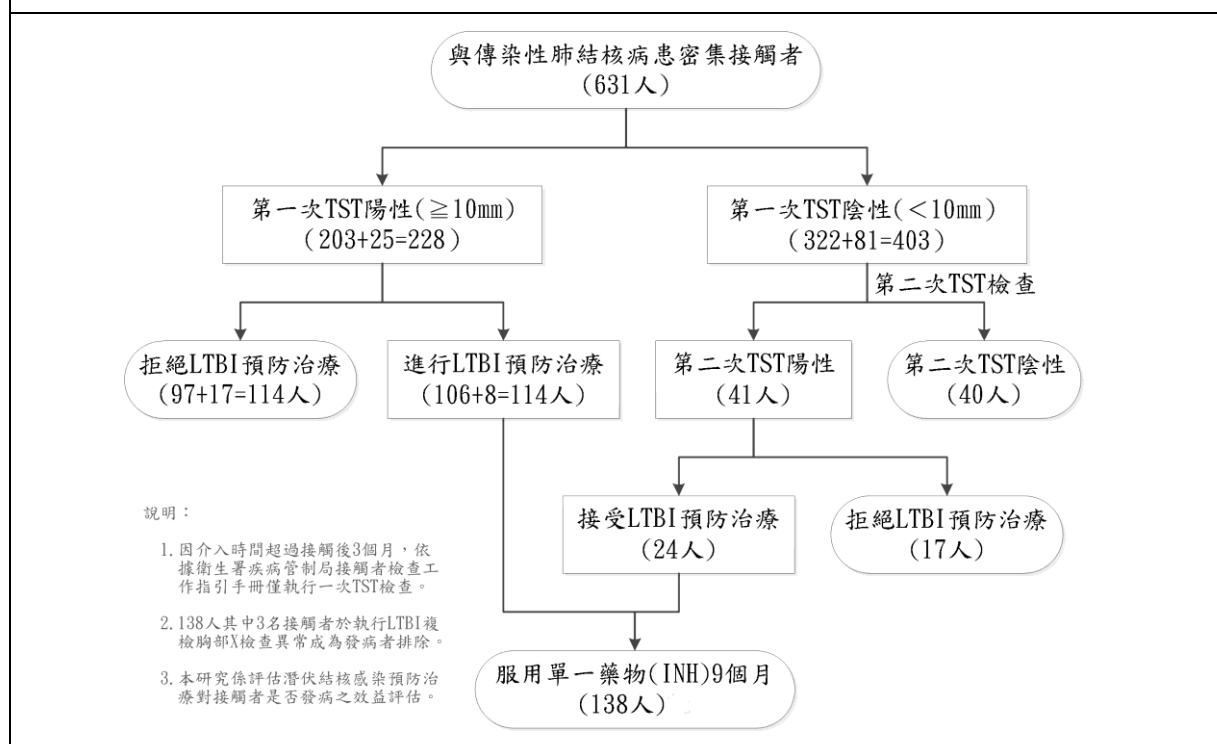 與傳染性肺結核病患密集接觸者
(631人)
第一次TST陽性(≧10mm)
(203+25=228)
第一次TST陰性(<10mm)
(322+81=403)
第二次TST檢查
拒絕LTBI預防治療
(97+17=114人)
進行LTBI預防治療
(106+8=114人)
第二次TST陽性
(41人)
第二次TST陰性
(40人)
接受LTBI預防治療
(24人)
拒絕LTBI預防治療
(17人)
說明：
1.因介入時間超過接觸後3個月，依
據衛生署疾病管制局接觸者檢查工
作指引手冊僅執行一次TST檢查。
2.138人其中3名接觸者於執行LTBI複
檢胸部X檢查異常成為發病者排除。
3.本研究係評估潛伏結核感染預防治
療對接觸者是否發病之效益評估。
服用單一藥物(INH)9個月
(138人)